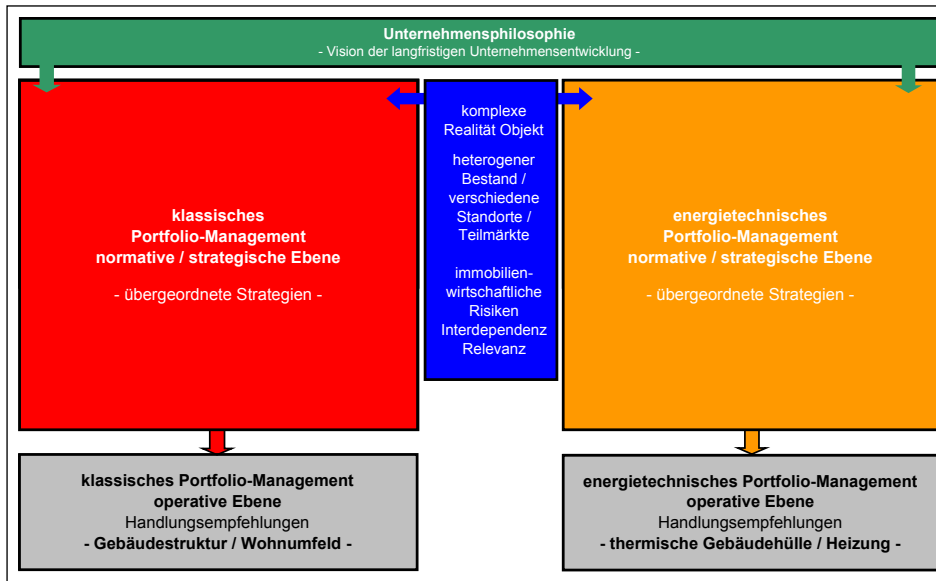 Unternehmensphilosophie
- Vision der langfristigen Unternehmensentwicklung -
klassisches
Portfolio-Management
normative / strategische Ebene
- übergeordnete Strategien -
komplexe
Realität Objekt
heterogener
Bestand /
verschiedene
Standorte /
Teilmärkte
immobilien-
wirtschaftliche
Risiken
Interdependenz
Relevanz
energietechnisches
Portfolio-Management
normative / strategische Ebene
- übergeordnete Strategien -
klassisches Portfolio-Management
operative Ebene
Handlungsempfehlungen
- Gebäudestruktur / Wohnumfeld -
energietechnisches Portfolio-Management
operative Ebene
Handlungsempfehlungen
- thermische Gebäudehülle / Heizung -